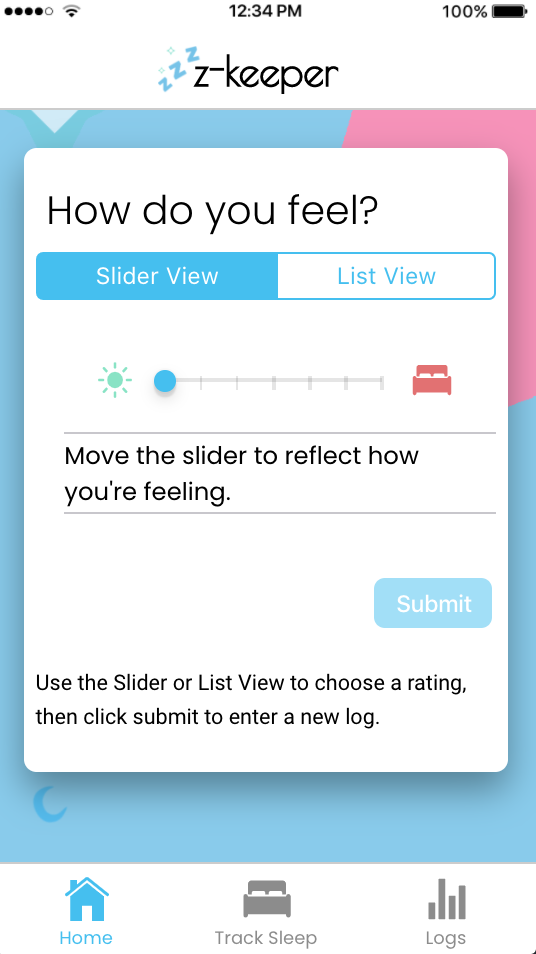 12:34 PM
100%
z z z z-keeper
How do you feel?
Slider View
List View
Move the slider to reflect how
you're feeling.
Submit
Use the Slider or List View to choose a rating,
then click submit to enter a new log.
Home
Track Sleep
Logs